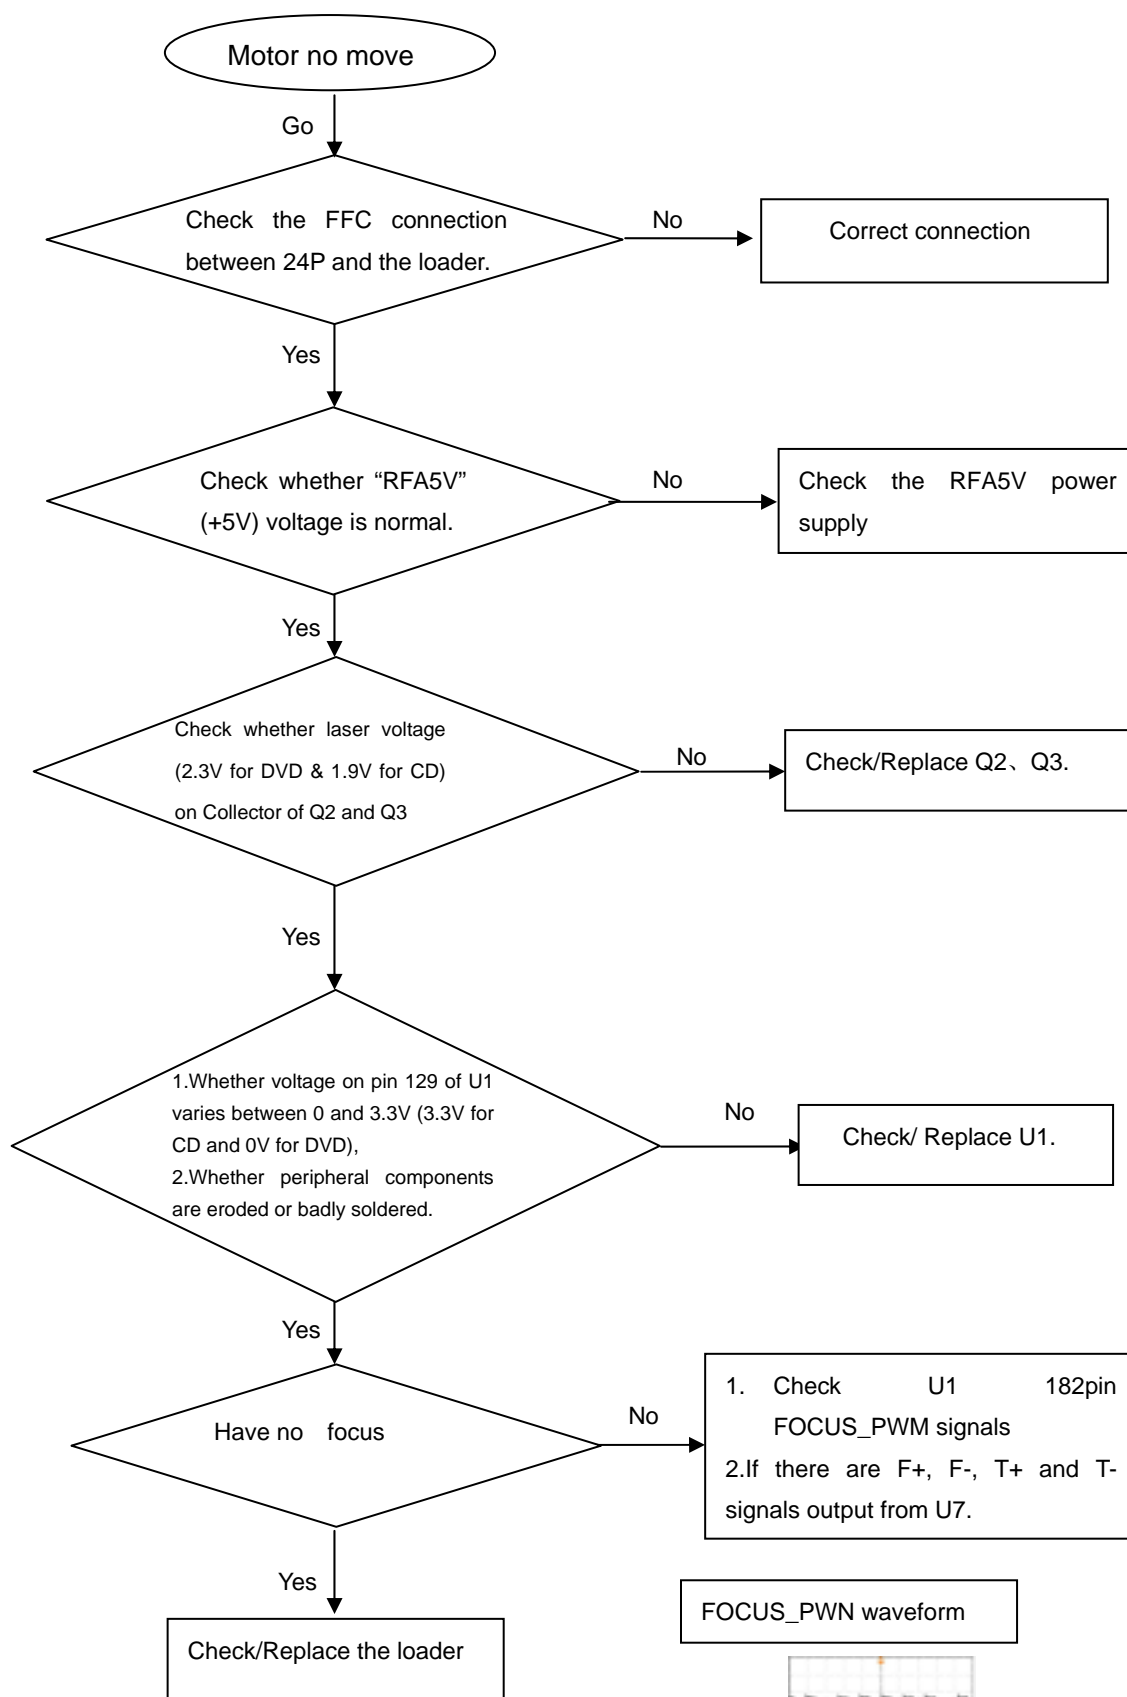 Motor no move
Go
Check the FFC connection
between 24P and the loader.
No
Correct connection
Yes
Check whether “RFA5V”
(+5V) voltage is normal.
No
Check the RFA5V power
supply
Yes
Check whether laser voltage
(2.3V for DVD & 1.9V for CD)
on Collector of Q2 and Q3
No
Check/Replace Q2、Q3.
Yes
1.Whether voltage on pin 129 of U1
varies between 0 and 3.3V (3.3V for
CD and 0V for DVD),
2.Whether peripheral components
are eroded or badly soldered.
No
Check/ Replace U1.
Yes
Have no focus
No
1. Check U1 182pin
FOCUS_PWM signals
2.If there are F+, F-, T+ and T-
signals output from U7.
Yes
Check/Replace the loader
FOCUS_PWN waveform